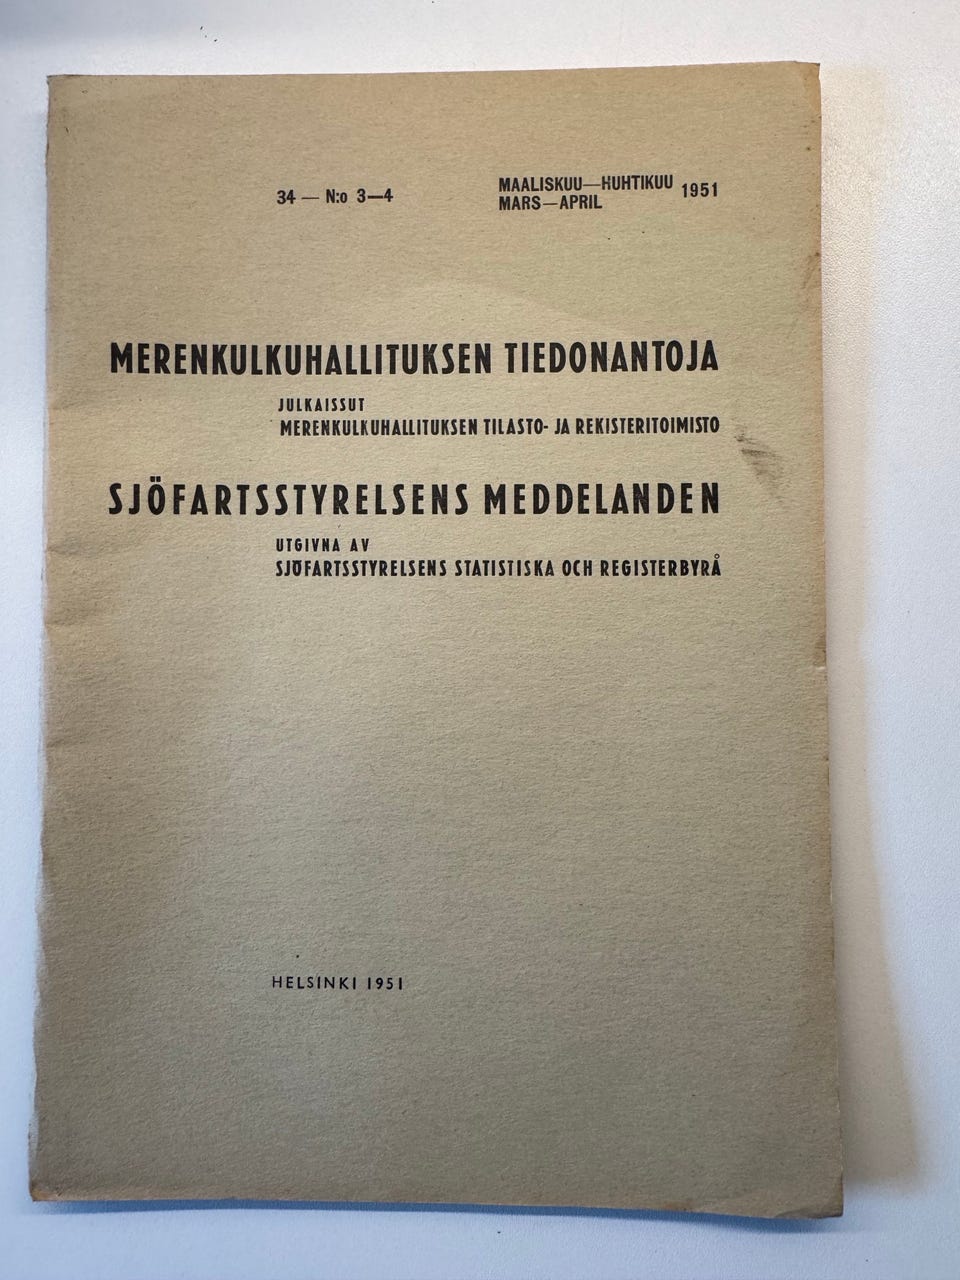 34 — N:o 3—4
MAALISKUU—HUHTIKUU 1951
MARS—APRIL
MERENKULKUHALLITUKSEN TIEDONANTOJA
JULKAISSUT
MERENKULKUHALLITUKSEN TILASTO- JA REKISTERITOIMISTO
SJÖFARTSSTYRELSENS MEDDELANDEN
UTGIVNA AV
SJÖFARTSSTYRELSENS STATISTISKA OCH REGISTERBYRÅ
HELSINKI 1951